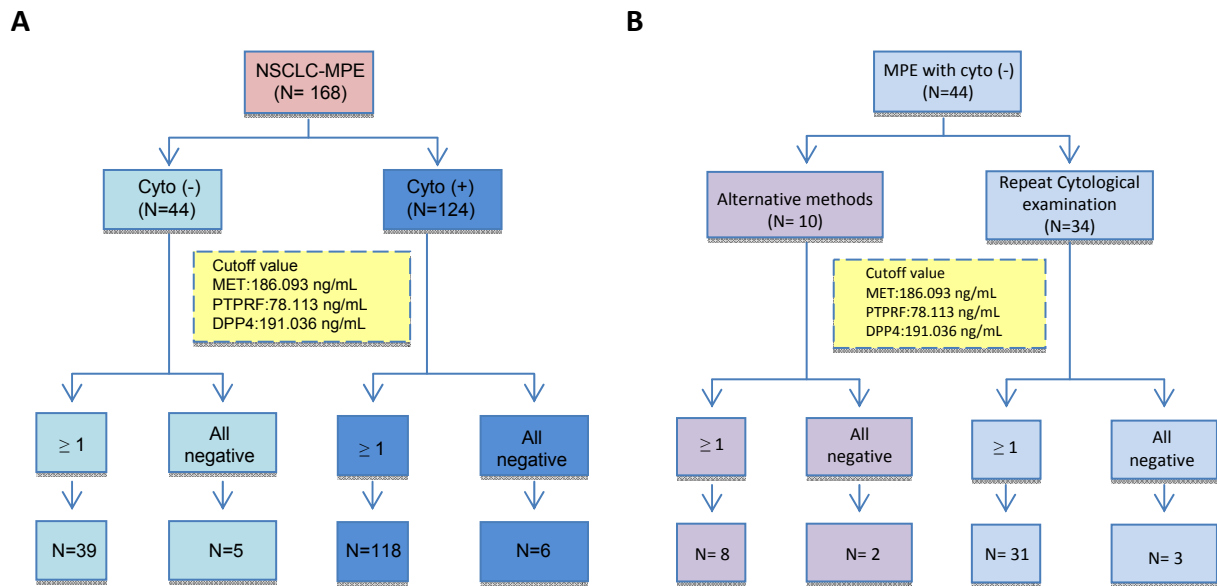 A
NSCLC-MPE
(N= 168)
Cyto (-)
(N=44)
Cyto (+)
(N=124)
Cutoff value
MET:186.093 ng/mL
PTPRF:78.113 ng/mL
DPP4:191.036 ng/mL
≥ 1
All
negative
≥ 1
All
negative
N=39
N=5
N=118
N=6
B
MPE with cyto (-)
(N=44)
Alternative methods
(N= 10)
Repeat Cytological
examination
(N=34)
Cutoff value
MET:186.093 ng/mL
PTPRF:78.113 ng/mL
DPP4:191.036 ng/mL
≥ 1
All
negative
≥ 1
All
negative
N= 8
N= 2
N= 31
N= 3